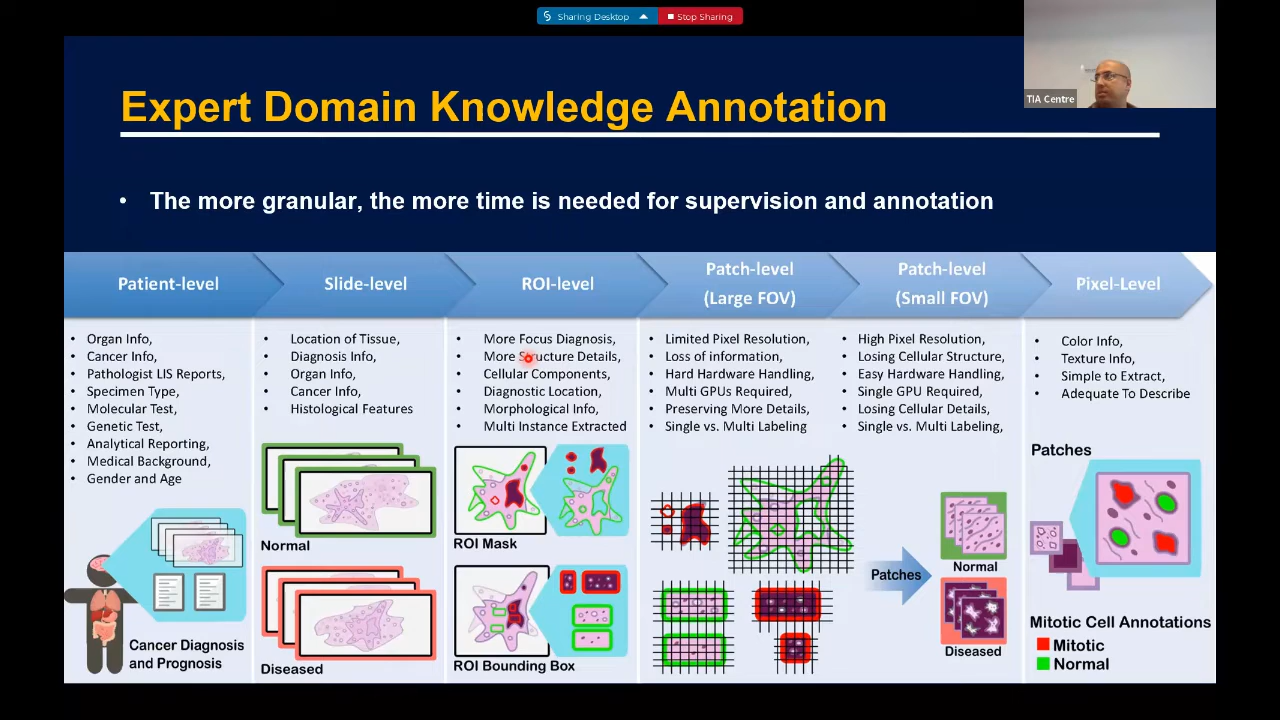 Sharing Desktop
Stop Sharing
TIA Centre
Expert Domain Knowledge Annotation
• The more granular, the more time is needed for supervision and annotation
Patient-level
• Organ Info,
• Cancer Info,
• Pathologist LIS Reports,
• Specimen Type,
• Molecular Test,
• Genetic Test,
• Analytical Reporting,
• Medical Background,
• Gender and Age
Cancer Diagnosis
and Prognosis
Slide-level
• Location of Tissue,
• Diagnosis Info,
• Organ Info,
• Cancer Info,
• Histological Features
Normal
Diseased
ROI-level
• More Focus Diagnosis,
• More Structure Details,
• Cellular Components,
• Diagnostic Location,
• Morphological Info,
• Multi Instance Extracted
ROI Mask
ROI Bounding Box
Patch-level
(Large FOV)
• Limited Pixel Resolution,
• Loss of information,
• Hard Hardware Handling,
• Multi GPUs Required,
• Preserving More Details,
• Single vs. Multi Labeling
Patch-level
(Small FOV)
• High Pixel Resolution,
• Losing Cellular Structure,
• Easy Hardware Handling,
• Single GPU Required,
• Losing Cellular Details,
• Single vs. Multi Labeling,
Patches
Normal
Diseased
Pixel-Level
• Color Info,
• Texture Info,
• Simple to Extract,
• Adequate To Describe
Patches
Mitotic Cell Annotations
Mitotic
Normal